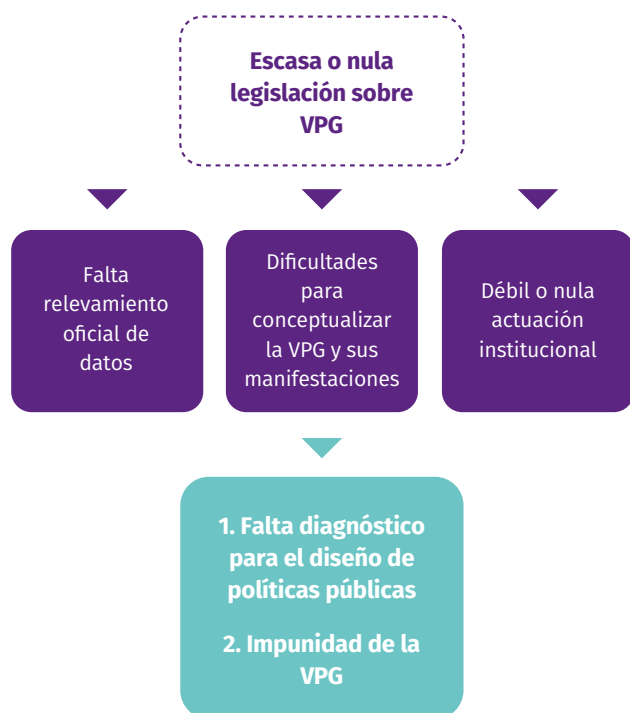 Escasa o nula
legislación sobre
VPG
Falta
relevamiento
oficial de
datos
Dificultades
para
conceptualizar
la VPG y sus
manifestaciones
Débil o nula
actuación
institucional
1. Falta diagnóstico
para el diseño de
políticas públicas
2. Impunidad de la
VPG